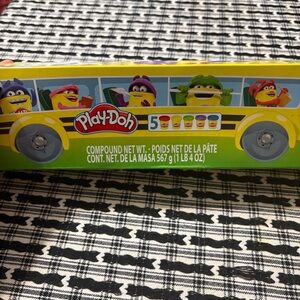 Play-Doh
5
COMPOUND NET WT. · POIDS NET DE LA PÂTE
CONT. NET. DE LA MASA 567 g (1 LB 4 OZ)